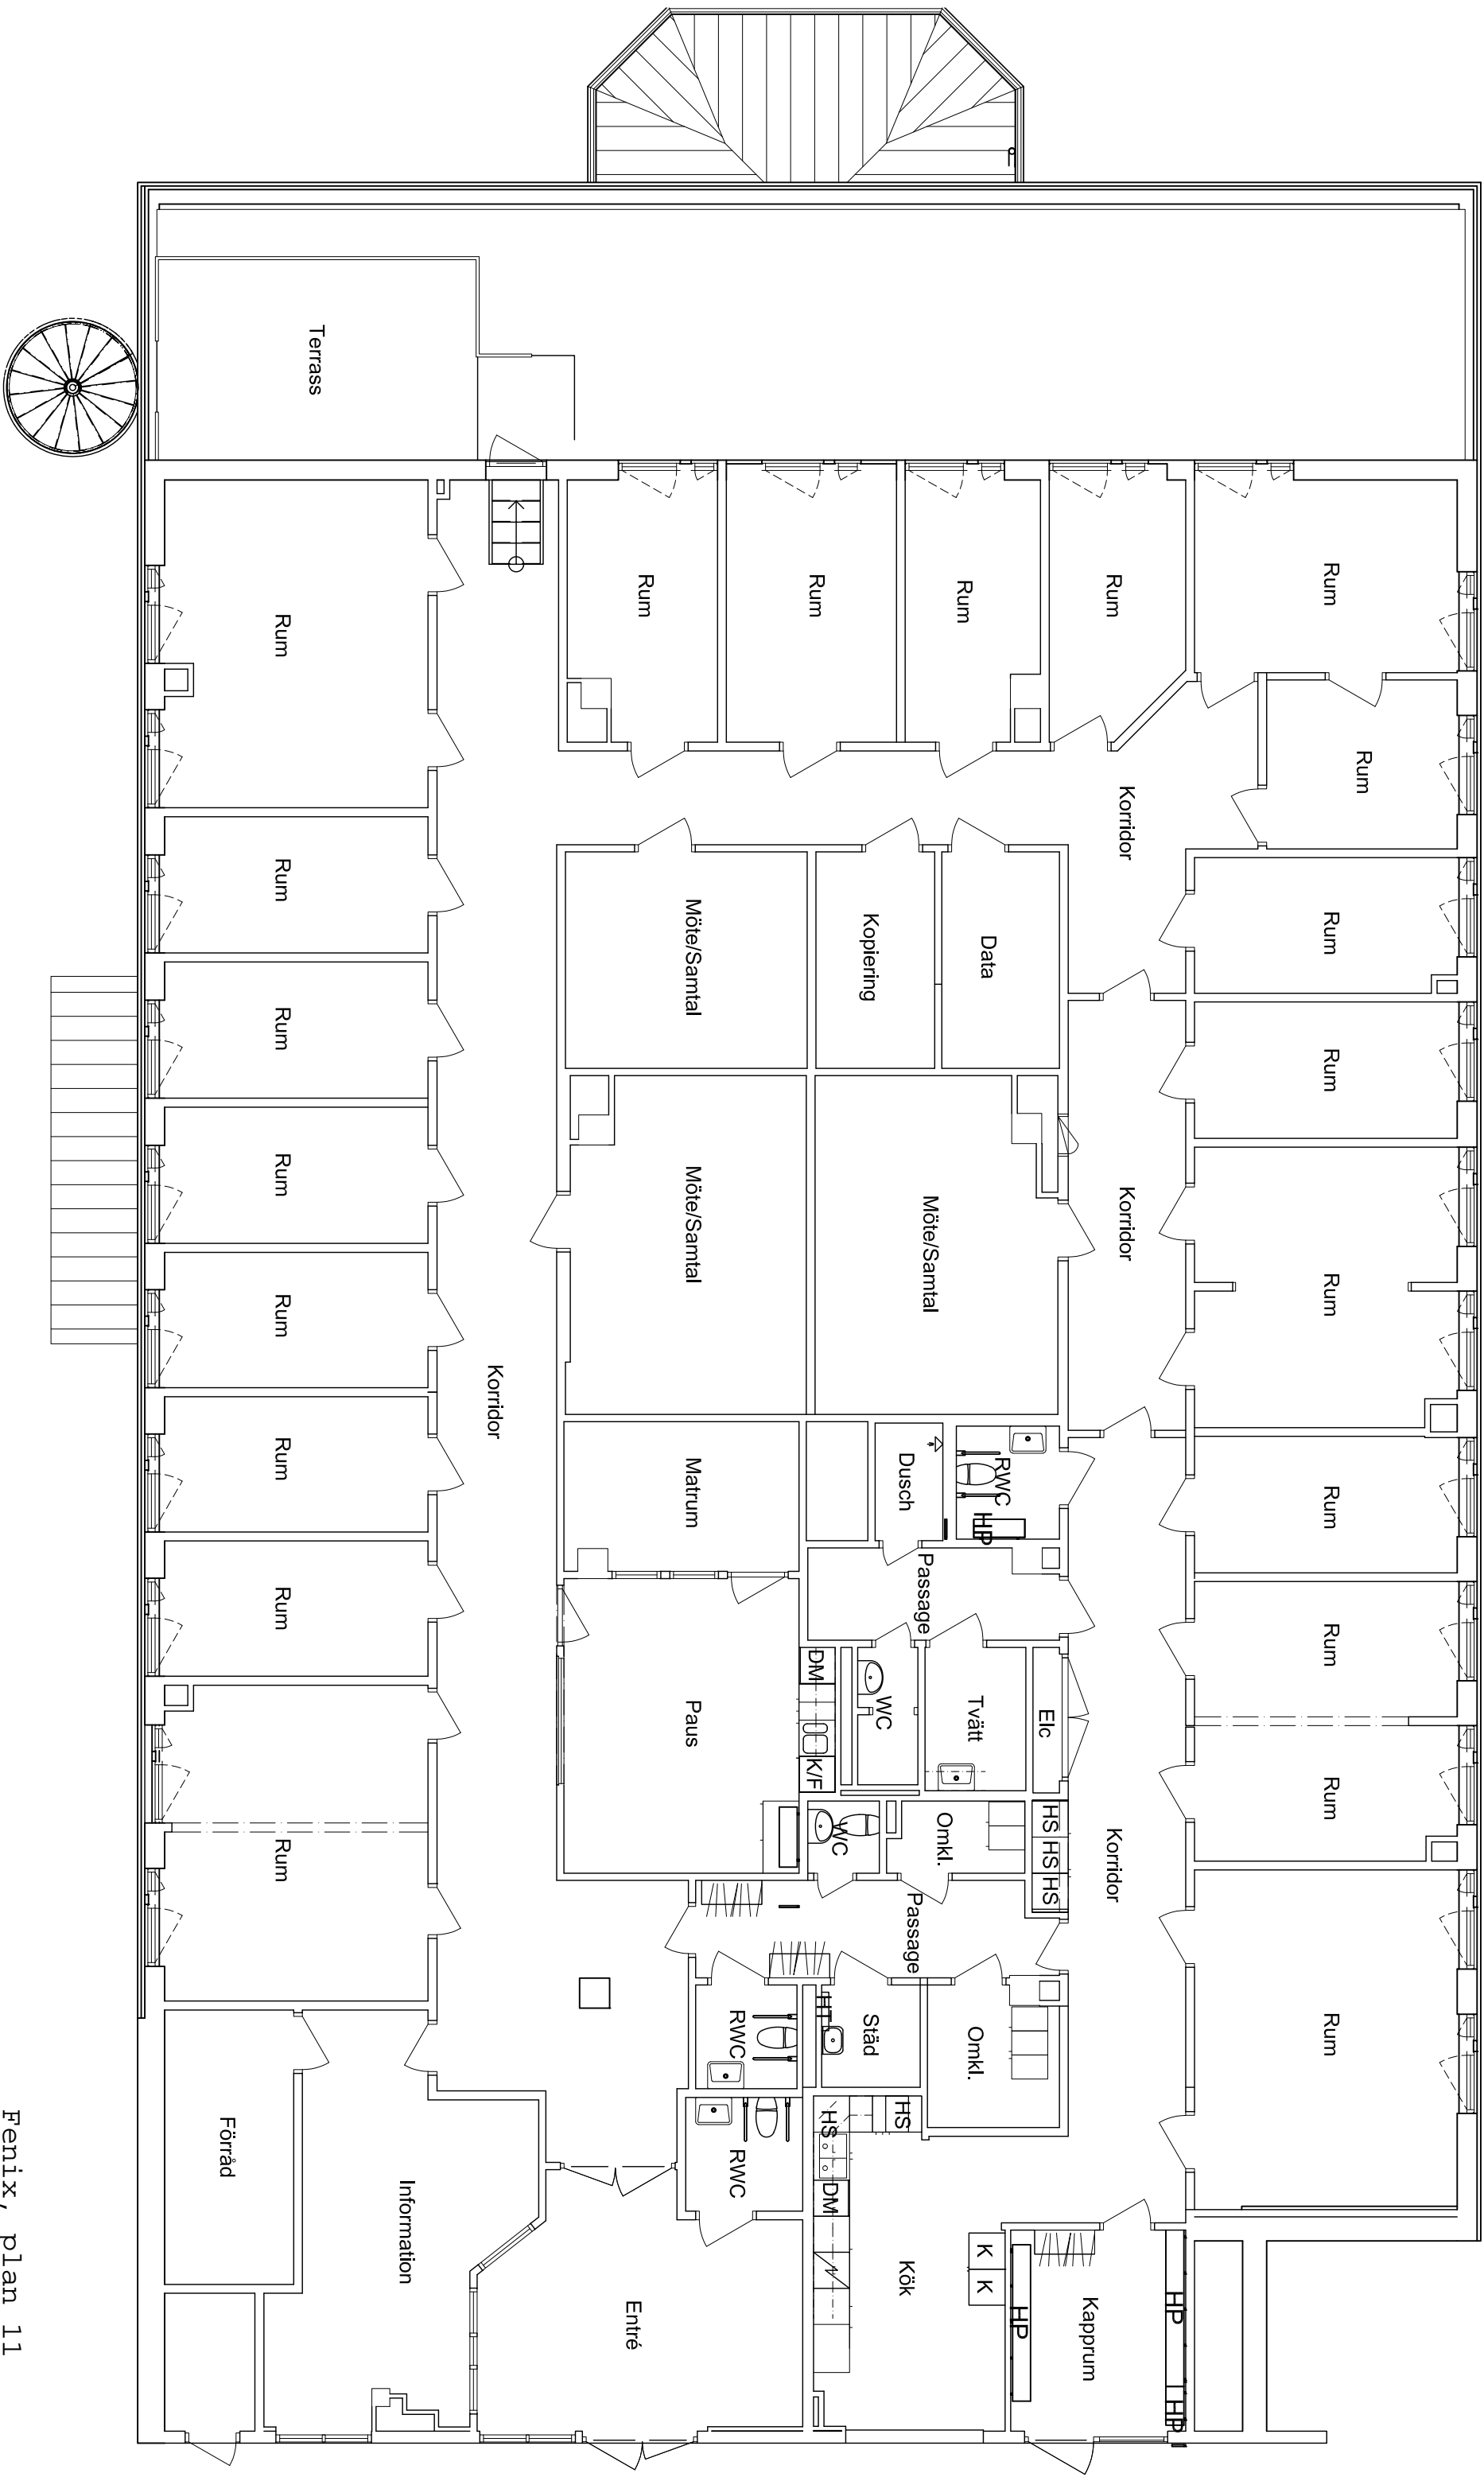 Rum
Rum
Rum
Rum
Rum
Rum
Rum
Rum
Rum
HP
HP
Rum
Korridor
Korridor
Korridor
Kapprum
Elc
HS
HS
HS
HP
RWC
HP
Data
Tvätt
Omkl.
K
K
Rum
Möte/Samtal
Omkl.
Passage
Passage
Dusch
HS
Kök
Kopiering
WC
Städ
Rum
DM
K/F
WC
HT
HS
DM
RWC
RWC
Möte/Samtal
Möte/Samtal
Matrum
Paus
Rum
Entré
Korridor
Information
Terrass
Rum
Rum
Rum
Rum
Rum
Rum
Rum
Rum
Förråd
Fenix, plan 11